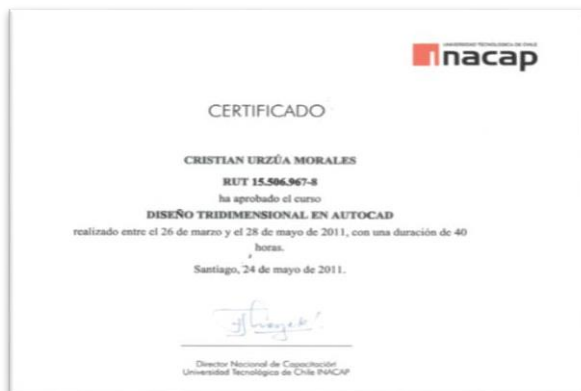 UNIVERSIDAD TECNOLOGICA DE CHILE
inacap
CERTIFICADO
CRISTIAN URZÚA MORALES
RUT 15.506.967-8
ha aprobado el curso
DISEÑO TRIDIMENSIONAL EN AUTOCAD
realizado entre el 26 de marzo y el 28 de mayo de 2011, con una duración de 40
horas.
Santiago, 24 de mayo de 2011.
Director Nacional de Capacitación
Universidad Tecnológica de Chile INACAP